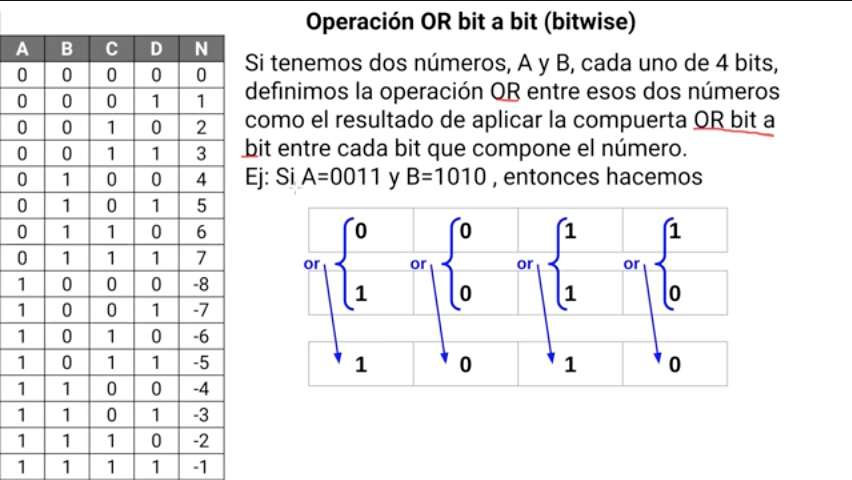 Operación OR bit a bit (bitwise)
A B C D N
0 0 0 0 0
0 0 0 1 1
0 0 1 0 2
0 0 1 1 3
0 1 0 0 4
0 1 0 1 5
0 1 1 0 6
0 1 1 1 7
1 0 0 0 -8
1 0 0 1 -7
1 0 1 0 -6
1 0 1 1 -5
1 1 0 0 -4
1 1 0 1 -3
1 1 1 0 -2
1 1 1 1 -1
Si tenemos dos números, A y B, cada uno de 4 bits,
definimos la operación OR entre esos dos números
como el resultado de aplicar la compuerta OR bit a
bit entre cada bit que compone el número.
Ej: Si A=0011 y B=1010 , entonces hacemos
0 0 1 1
or or or or
1 0 1 0
1 0 1 0